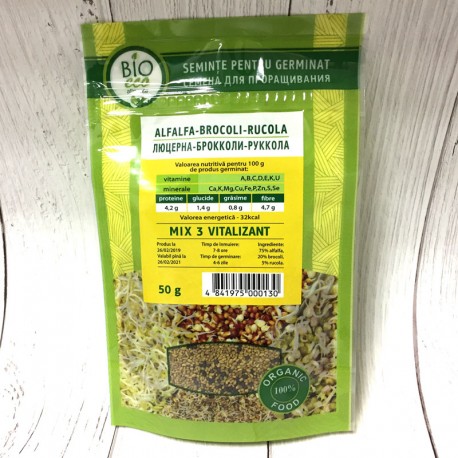 BIO
eco
SEMINTE PENTRU GERMINAT
СЕМЕНА ДЛЯ ПРОРАЩИВАНИЯ
ALFALFA-BROCOLI-RUCOLA
ЛЮЦЕРНА-БРОККОЛИ-РУККОЛА
Valoarea nutritivă pentru 100 g
de produs germinat:
vitamine A,B,C,D,E,K,U
minerale Ca,K,Mg,Cu,Fe,P,Zn,S,Se
proteine glucide grăsime fibre
4,2 g 1,4 g 0,8 g 4,7 g
Valoarea energetică - 32kcal
MIX 3 VITALIZANT
Produs la Timp de înmuiere: Ingrediente:
26/02/2019 7-8 ore 75% alfalfa,
Valabil pînă la Timp de germinare: 20% brocoli,
26/02/2021 4-6 zile 5% rucola.
50 g
4 841975 000130
ORGANIC
100%
FOOD